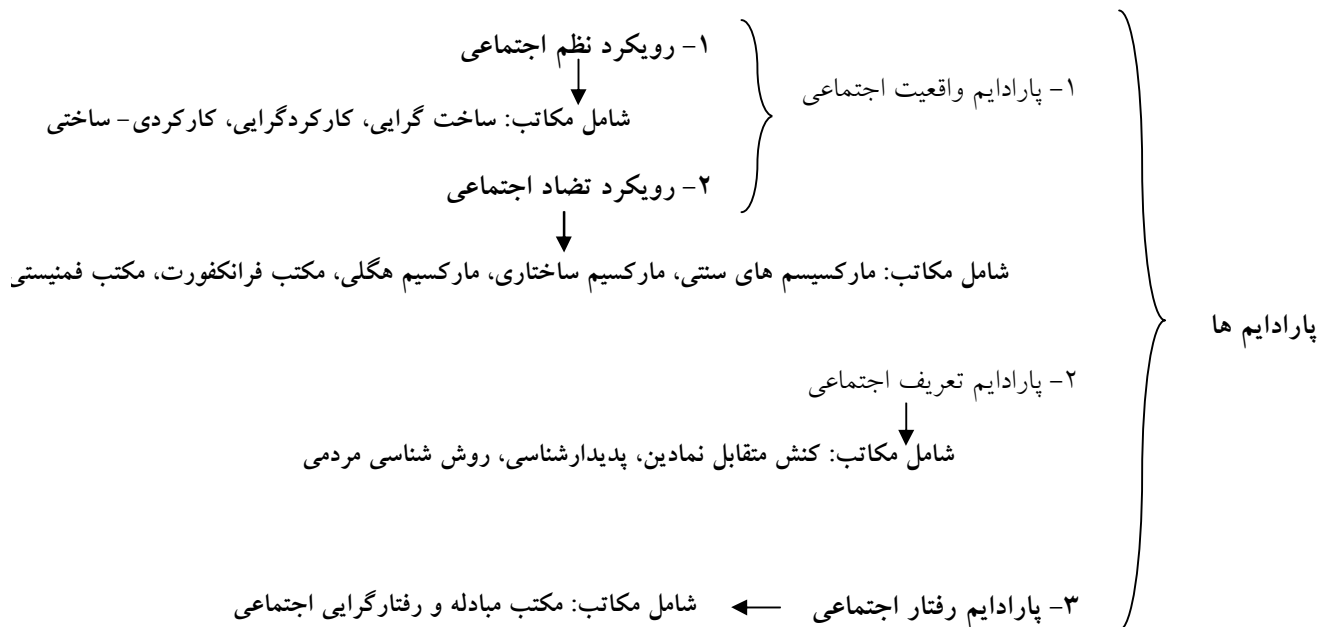 ۱- رویکرد نظم اجتماعی
۱- پارادایم واقعیت اجتماعی
شامل مکاتب: ساخت گرایی، کارکردگرایی، کارکردی- ساختی
۲- رویکرد تضاد اجتماعی
شامل مکاتب: مارکسیسم های سنتی، مارکسیم ساختاری، مارکسیم هگلی، مکتب فرانکفورت، مکتب فمنیستی
پارادایم ها
۲- پارادایم تعریف اجتماعی
شامل مکاتب: کنش متقابل نمادین، پدیدارشناسی، روش شناسی مردمی
۳- پارادایم رفتار اجتماعی شامل مکاتب: مکتب مبادله و رفتارگرایی اجتماعی